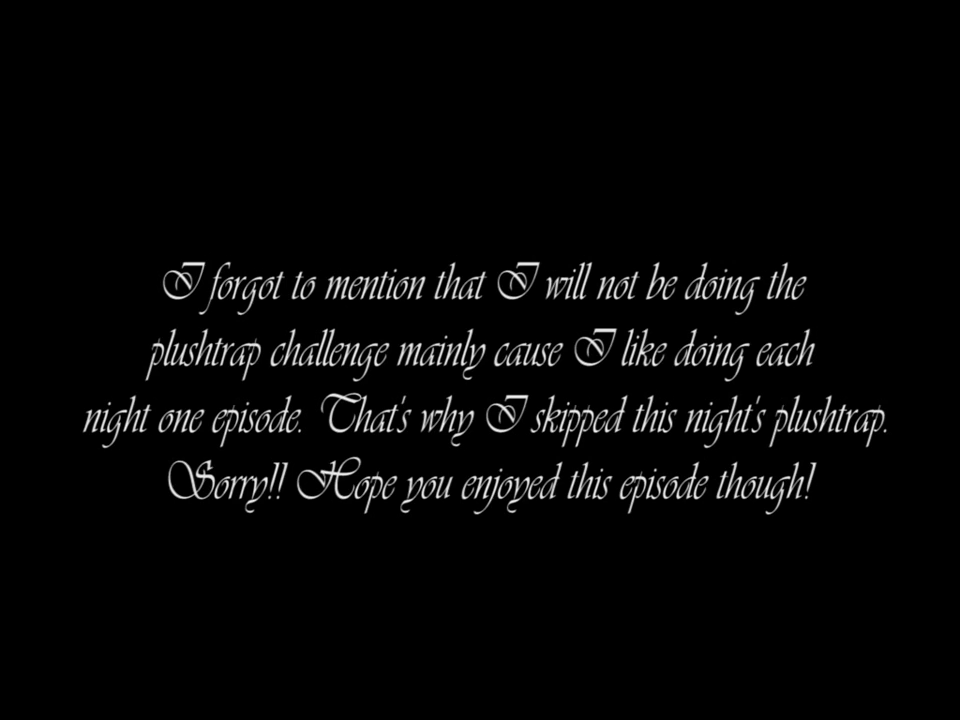 I forgot to mention that I will not be doing the
plushtrap challenge mainly cause I like doing each
night one episode. That's why I skipped this night's plushtrap.
Sorry!! Hope you enjoyed this episode though!